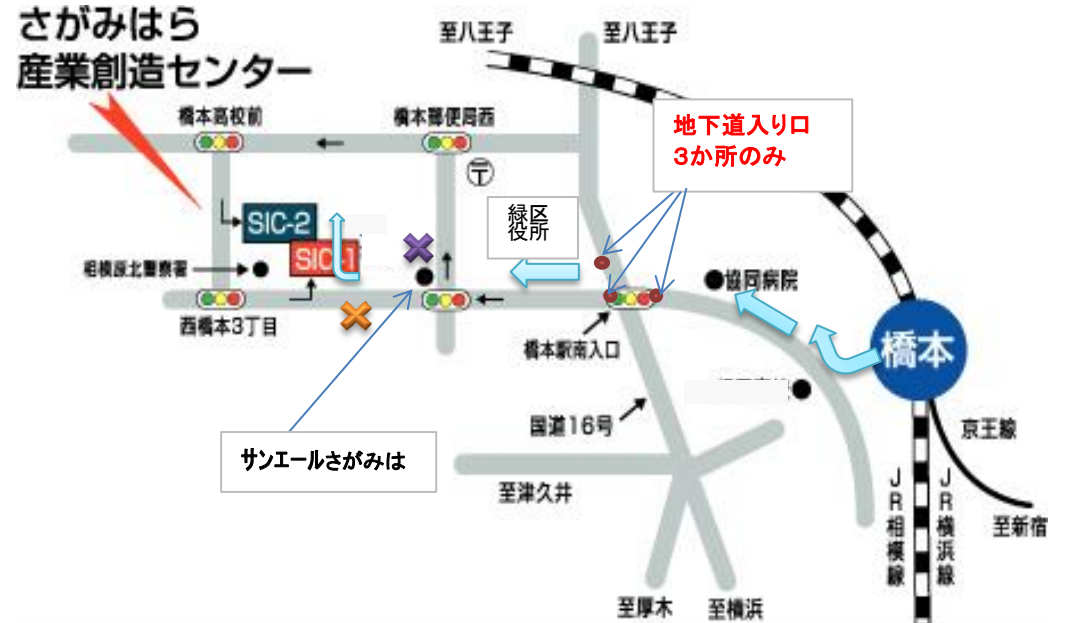 さがみはら
産業創造センター
至八王子
至八王子
橋本高校前
橋本郵便局西
地下道入り口
３か所のみ
〒
SIC-2
緑区
役所
SIC-1
相模原北警察署
協同病院
西橋本3丁目
橋本駅南入口
橋本
国道16号
京王線
サンエールさがみは
至津久井
JR相模線
JR横浜線
至新宿
至厚木
至横浜